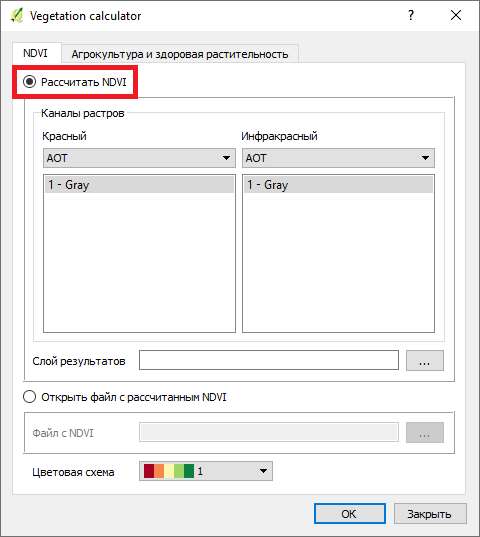 Vegetation calculator
NDVI Агрокультура и здоровая растительность
Рассчитать NDVI
Каналы растров
Красный Инфракрасный
AOT AOT
1 - Gray 1 - Gray
Слой результатов ...
Открыть файл с рассчитанным NDVI
Файл с NDVI ...
Цветовая схема 1
OK Закрыть